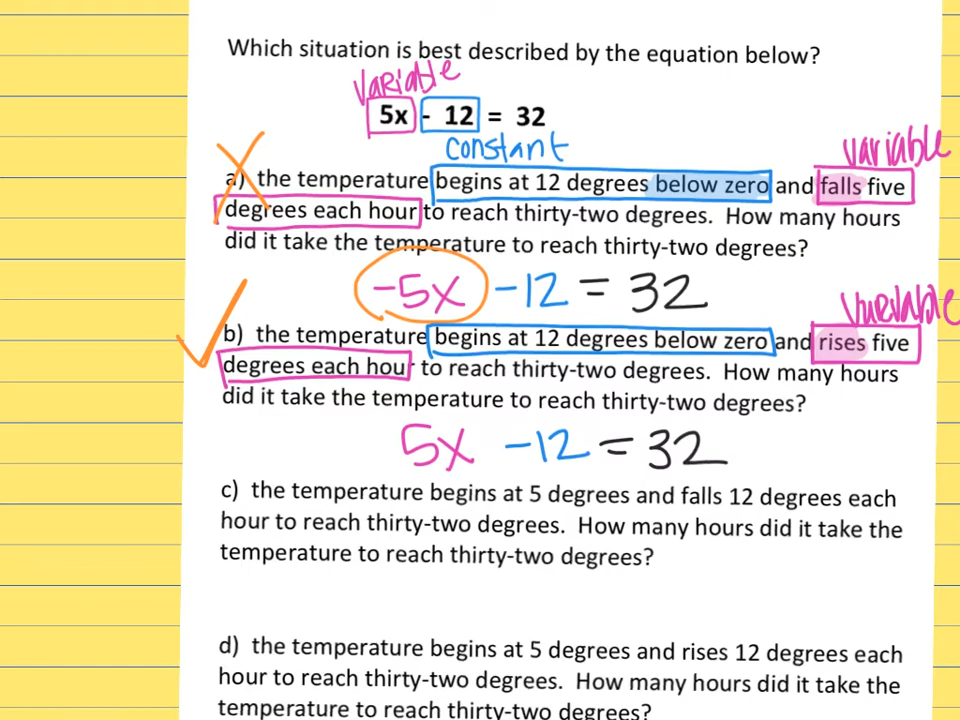 Which situation is best described by the equation below?
variable
5x - 12 = 32
constant
variable
a) the temperature begins at 12 degrees below zero and falls five
degrees each hour to reach thirty-two degrees. How many hours
did it take the temperature to reach thirty-two degrees?
-5x -12 = 32
variable
b) the temperature begins at 12 degrees below zero and rises five
degrees each hour to reach thirty-two degrees. How many hours
did it take the temperature to reach thirty-two degrees?
5x -12 = 32
c) the temperature begins at 5 degrees and falls 12 degrees each
hour to reach thirty-two degrees. How many hours did it take the
temperature to reach thirty-two degrees?
d) the temperature begins at 5 degrees and rises 12 degrees each
hour to reach thirty-two degrees. How many hours did it take the
temperature to reach thirty-two degrees?